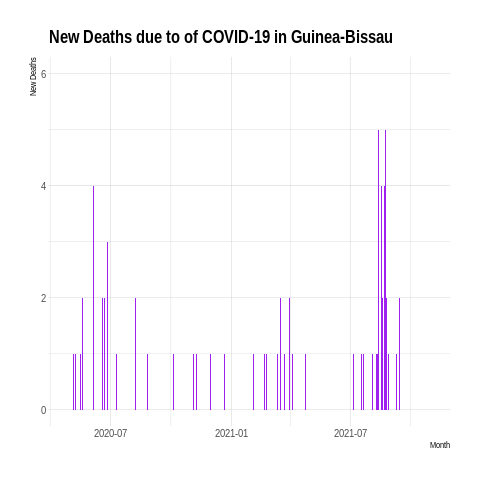 New Deaths due to of COVID-19 in Guinea-Bissau
New Deaths
6
4
2
0
2020-07 2021-01 2021-07
Month